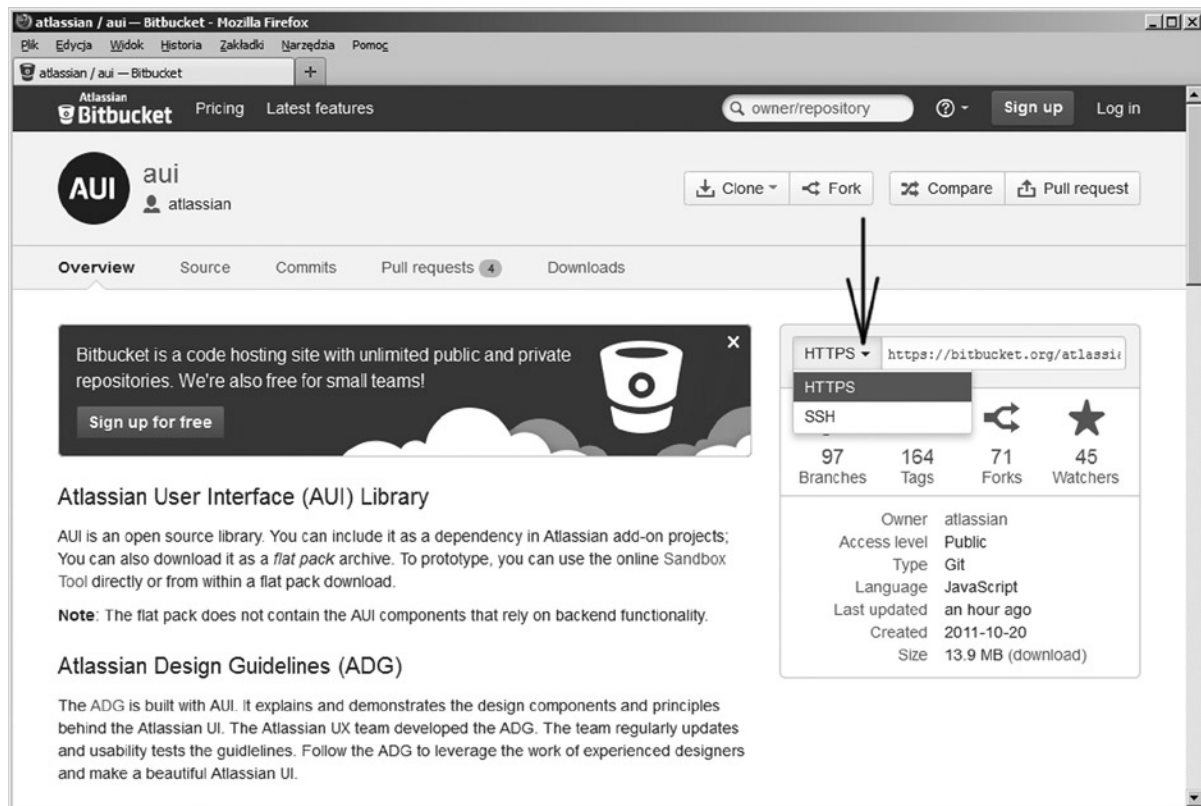 atlassian / aui — Bitbucket - Mozilla Firefox
Plik Edycja Widok Historia Zakładki Narzędzia Pomoc
atlassian / aui — Bitbucket +
Atlassian
Bitbucket Pricing Latest features owner/repository ? Sign up Log in
AUI aui
atlassian
Clone Fork Compare Pull request
Overview Source Commits Pull requests 4 Downloads
Bitbucket is a code hosting site with unlimited public and private
repositories. We're also free for small teams!
Sign up for free
HTTPS https://bitbucket.org/atlassia
HTTPS
SSH
97 164 71 45
Branches Tags Forks Watchers
Owner atlassian
Access level Public
Type Git
Language JavaScript
Last updated an hour ago
Created 2011-10-20
Size 13.9 MB (download)
Atlassian User Interface (AUI) Library
AUI is an open source library. You can include it as a dependency in Atlassian add-on projects;
You can also download it as a flat pack archive. To prototype, you can use the online Sandbox
Tool directly or from within a flat pack download.
Note: The flat pack does not contain the AUI components that rely on backend functionality.
Atlassian Design Guidelines (ADG)
The ADG is built with AUI. It explains and demonstrates the design components and principles
behind the Atlassian UI. The Atlassian UX team developed the ADG. The team regularly updates
and usability tests the guidlelines. Follow the ADG to leverage the work of experienced designers
and make a beautiful Atlassian UI.